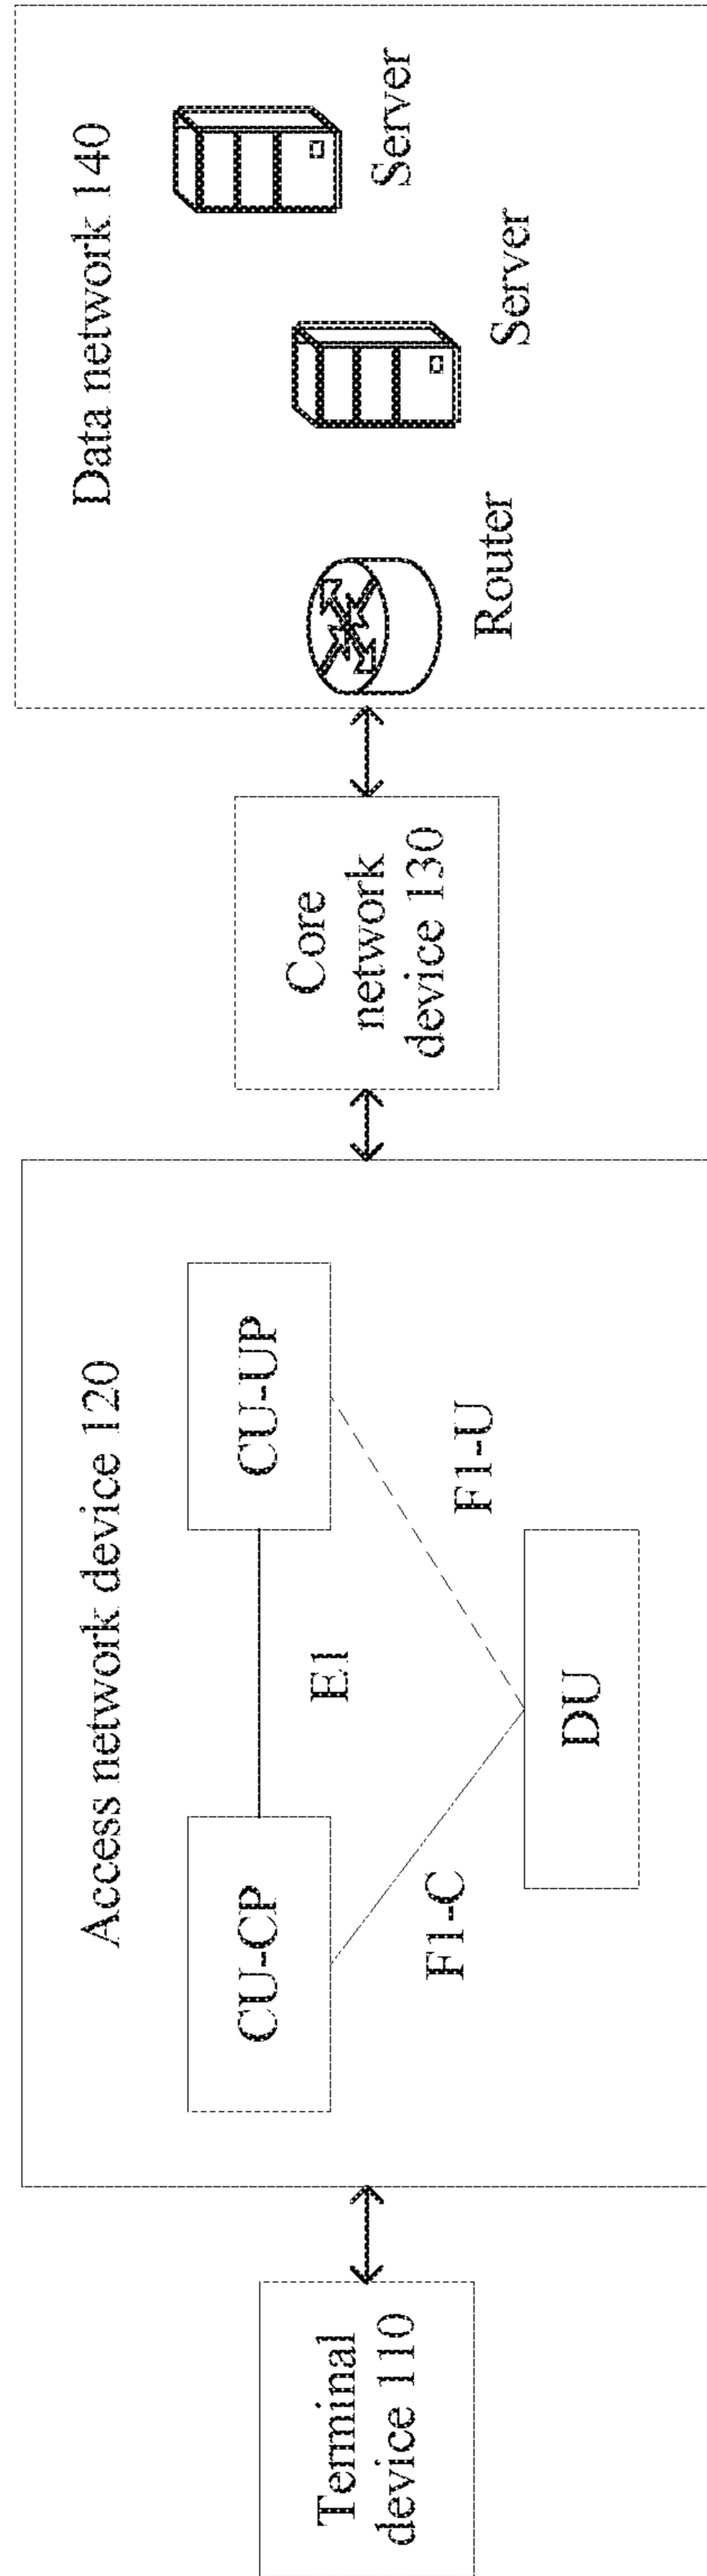 Terminal
device 110
Access network device 120
CU-CP
CU-UP
E1
F1-C
F1-U
DU
Core
network
device 130
Data network 140
Router
Server
Server